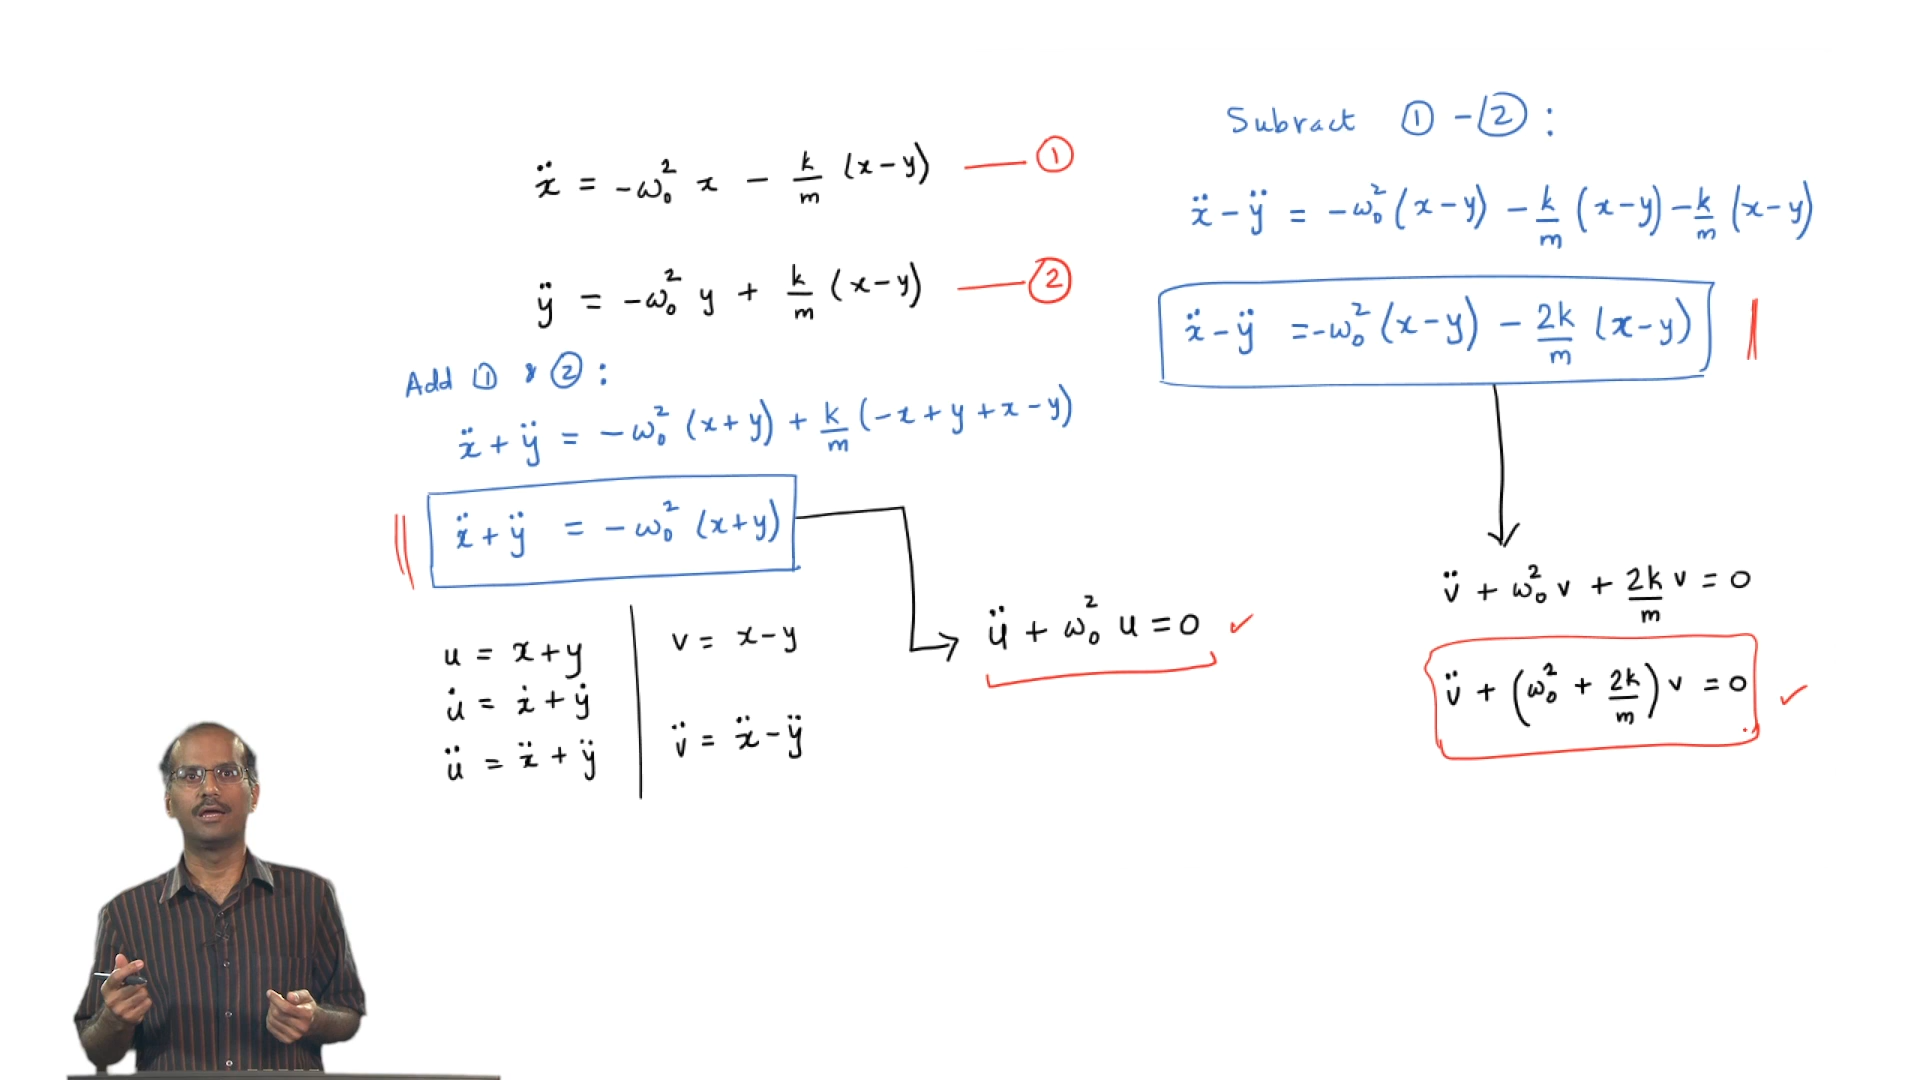 ẍ = -ω₀² x - k/m (x-y) — ①
ÿ = -ω₀² y + k/m (x-y) — ②
Add ① & ② :
ẍ + ÿ = -ω₀² (x+y) + k/m (-x+y+x-y)
ẍ + ÿ = -ω₀² (x+y)
u = x+y
u̇ = ẋ + ẏ
ü = ẍ + ÿ
v = x-y
v̈ = ẍ-ÿ
ü + ω₀² u = 0 ✓
Subract ① - ② :
ẍ - ÿ = -ω₀² (x-y) - k/m (x-y) - k/m (x-y)
ẍ - ÿ = -ω₀² (x-y) - 2k/m (x-y)
v̈ + ω₀² v + 2k/m v = 0
v̈ + (ω₀² + 2k/m) v = 0 ✓